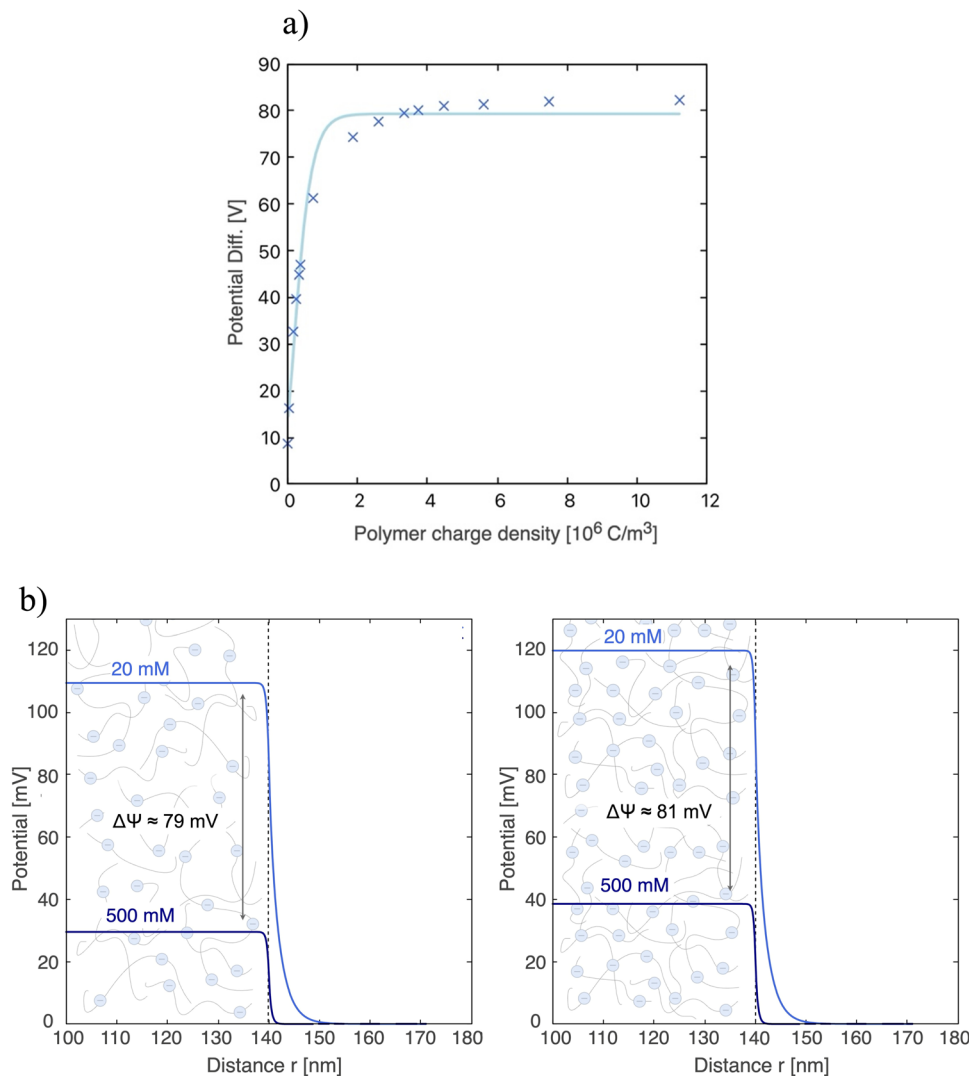 a)
90
80
70
60
50
40
30
20
10
0
Potential Diff. [V]
0 2 4 6 8 10 12
Polymer charge density [10⁶ C/m³]
b)
120
100
80
60
40
20
0
Potential [mV]
20 mM
ΔΨ ≈ 79 mV
500 mM
100 110 120 130 140 150 160 170 180
Distance r [nm]
120
100
80
60
40
20
0
Potential [mV]
20 mM
ΔΨ ≈ 81 mV
500 mM
100 110 120 130 140 150 160 170 180
Distance r [nm]